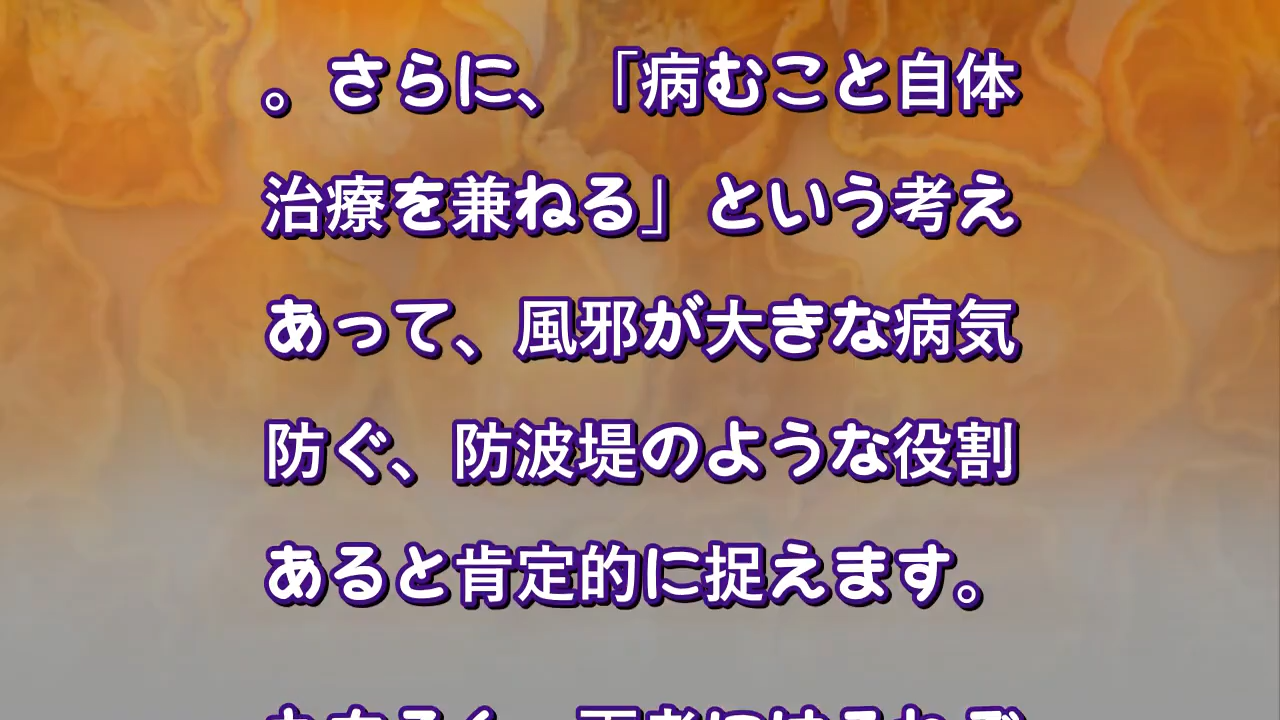 。さらに、「病むこと自体
治療を兼ねる」という考え
あって、風邪が大きな病気
防ぐ、防波堤のような役割
あると肯定的に捉えます。